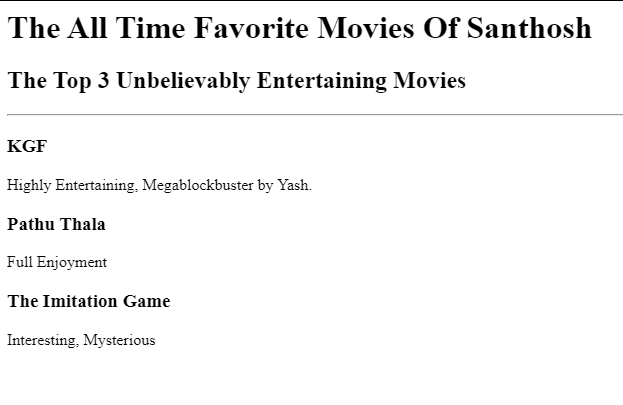 The All Time Favorite Movies Of Santhosh
The Top 3 Unbelievably Entertaining Movies
KGF
Highly Entertaining, Megablockbuster by Yash.
Pathu Thala
Full Enjoyment
The Imitation Game
Interesting, Mysterious